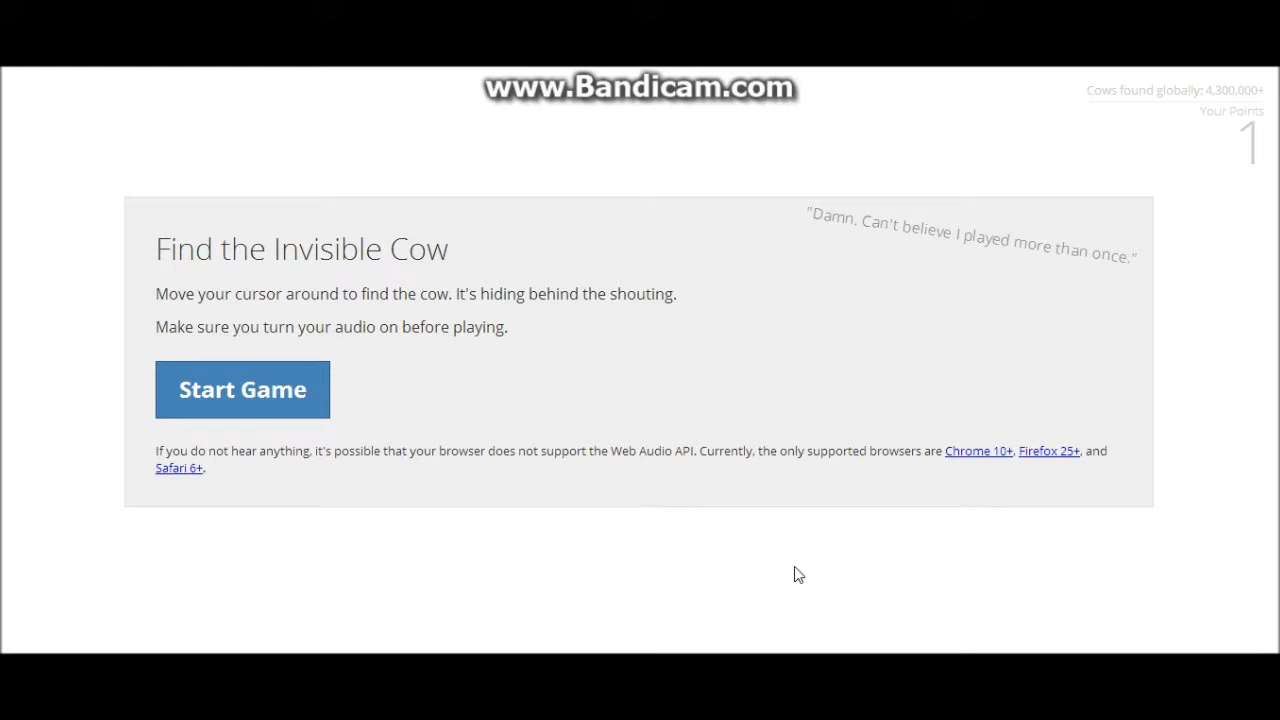 www.Bandicam.com
Cows found globally: 4,300,000+
Your Points
1
"Damn. Can't believe I played more than once."
Find the Invisible Cow
Move your cursor around to find the cow. It's hiding behind the shouting.
Make sure you turn your audio on before playing.
Start Game
If you do not hear anything, it's possible that your browser does not support the Web Audio API. Currently, the only supported browsers are Chrome 10+, Firefox 25+, and
Safari 6+.